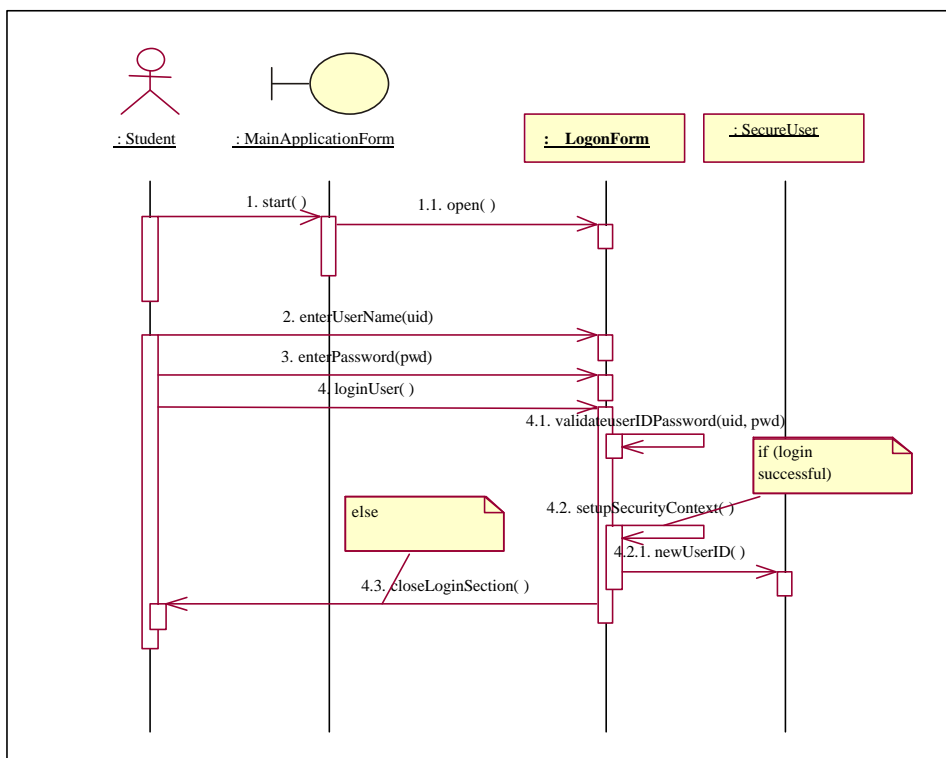 : Student
: MainApplicationForm
: LogonForm
: SecureUser
1. start( )
1.1. open( )
2. enterUserName(uid)
3. enterPassword(pwd)
4. loginUser( )
4.1. validateuserIDPassword(uid, pwd)
if (login
successful)
4.2. setupSecurityContext( )
else
4.2.1. newUserID( )
4.3. closeLoginSection( )